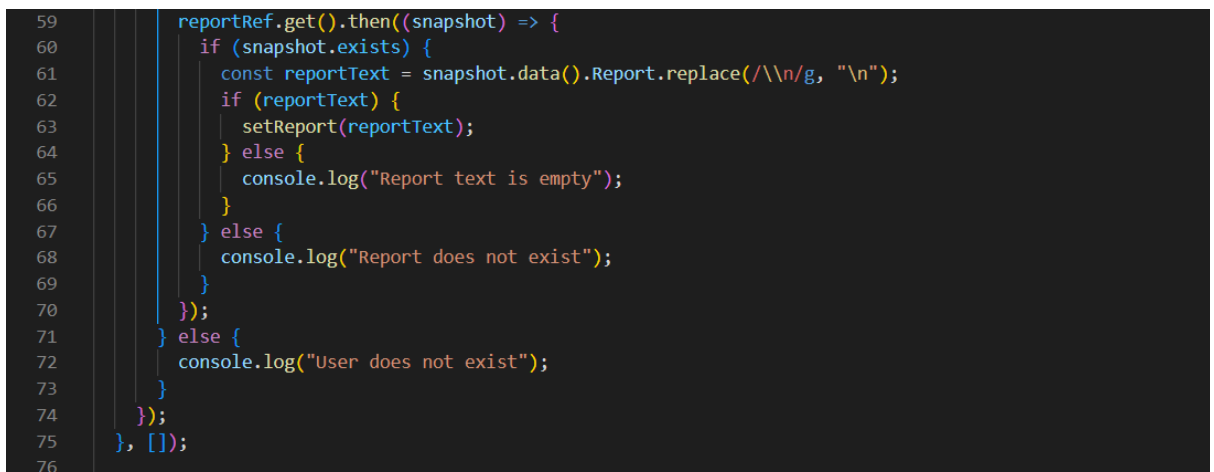 59 reportRef.get().then((snapshot) => {
60 if (snapshot.exists) {
61 const reportText = snapshot.data().Report.replace(/\\n/g, "\n");
62 if (reportText) {
63 setReport(reportText);
64 } else {
65 console.log("Report text is empty");
66 }
67 } else {
68 console.log("Report does not exist");
69 }
70 });
71 } else {
72 console.log("User does not exist");
73 }
74 });
75 }, []);
76